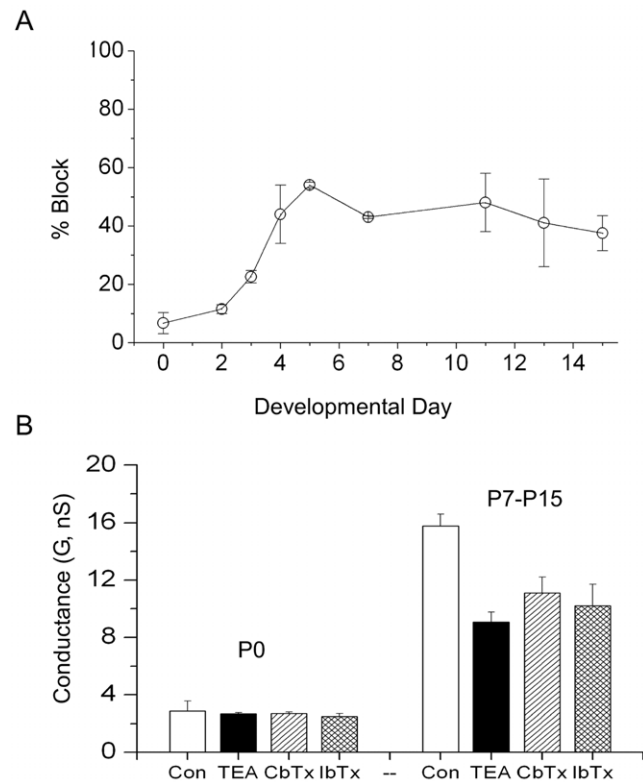 A
100
80
60
40
20
0
% Block
0 2 4 6 8 10 12 14
Developmental Day
B
20
16
12
8
4
0
Conductance (G, nS)
P7-P15
P0
Con TEA CbTx IbTx -- Con TEA CbTx IbTx